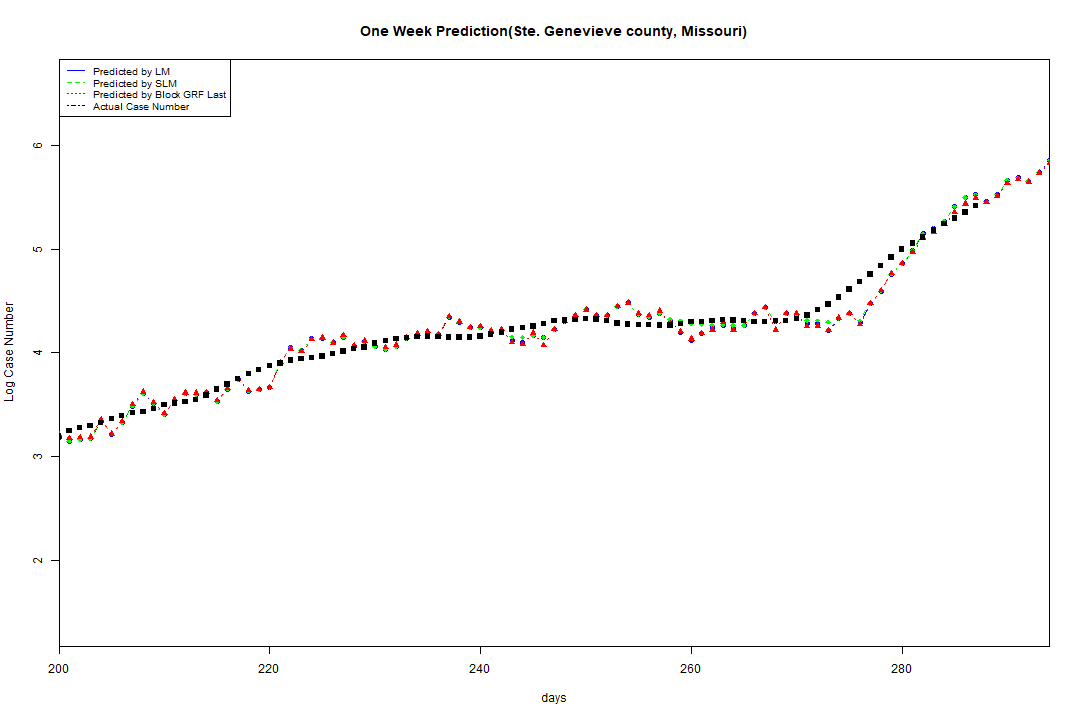 One Week Prediction(Ste. Genevieve county, Missouri)
Predicted by LM
Predicted by SLM
Predicted by Block GRF Last
Actual Case Number
Log Case Number
6
5
4
3
2
200 220 240 260 280
days